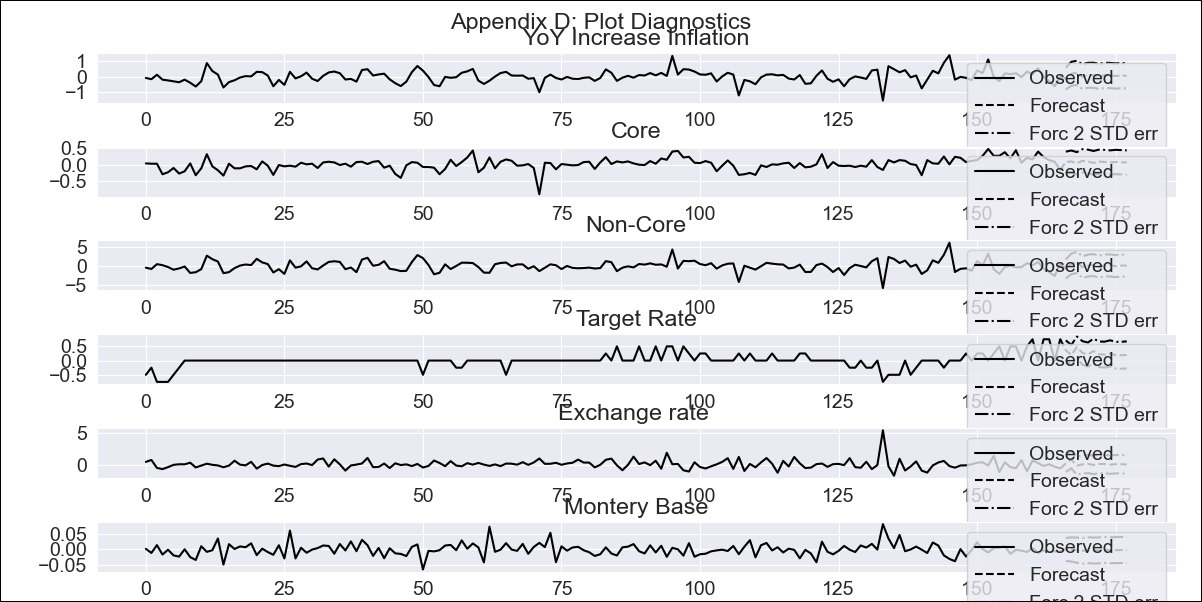 Appendix D: Plot Diagnostics
YoY Increase Inflation
1
0
−1
0 25 50 75 100 125 150 175
Observed
Forecast
Forc 2 STD err
Core
0.5
0.0
−0.5
0 25 50 75 100 125 150 175
Observed
Forecast
Forc 2 STD err
Non-Core
5
0
−5
0 25 50 75 100 125 150 175
Observed
Forecast
Forc 2 STD err
Target Rate
0.5
0.0
−0.5
0 25 50 75 100 125 150 175
Observed
Forecast
Forc 2 STD err
Exchange rate
5
0
0 25 50 75 100 125 150 175
Observed
Forecast
Forc 2 STD err
Montery Base
0.05
0.00
−0.05
0 25 50 75 100 125 150 175
Observed
Forecast
Forc 2 STD err